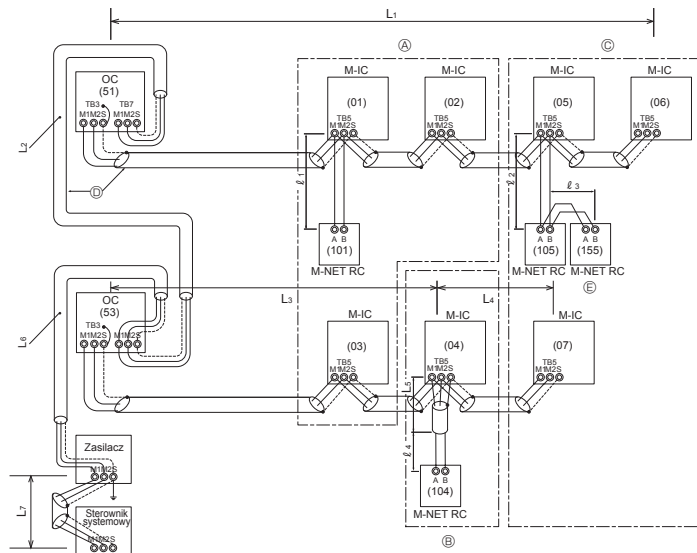 L1
Ⓐ
Ⓒ
OC
(51)
TB3 TB7
M1M2S M1M2S
M-IC
(01)
TB5
M1M2S
M-IC
(02)
TB5
M1M2S
M-IC
(05)
TB5
M1M2S
M-IC
(06)
M1M2S
L2
Ⓓ
ℓ1
ℓ2
ℓ3
A B
(101)
M-NET RC
A B
(105)
M-NET RC
A B
(155)
M-NET RC
Ⓔ
L3
L4
OC
(53)
TB3
M1M2S M1M2S
L6
M-IC
(03)
TB5
M1M2S
M-IC
(04)
TB5
M1M2S
M-IC
(07)
TB5
M1M2S
L5
ℓ4
A B
(104)
M-NET RC
Ⓑ
Zasilacz
M1M2S
L7
Sterownik
systemowy
M1M2S